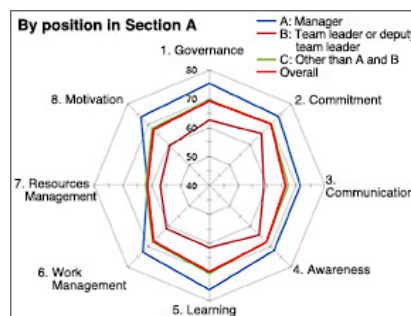 By position in Section A
A: Manager
B: Team leader or deputy
team leader
C: Other than A and B
Overall
1. Governance
80
70
60
50
40
2. Commitment
3.
Communication
4. Awareness
5. Learning
6. Work
Management
7. Resources
Management
8. Motivation